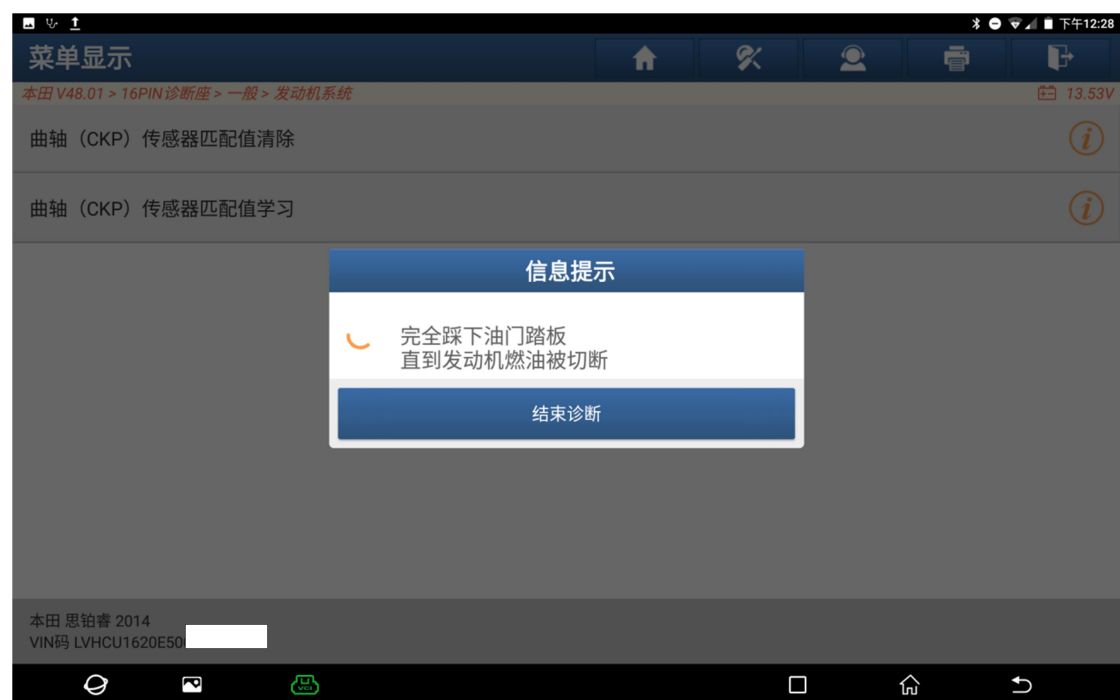 下午12:28
菜单显示
本田 V48.01 > 16PIN诊断座 > 一般 > 发动机系统
13.53V
曲轴（CKP）传感器匹配值清除
i
曲轴（CKP）传感器匹配值学习
i
信息提示
完全踩下油门踏板
直到发动机燃油被切断
结束诊断
本田 思铂睿 2014
VIN码 LVHCU1620E50
VCI